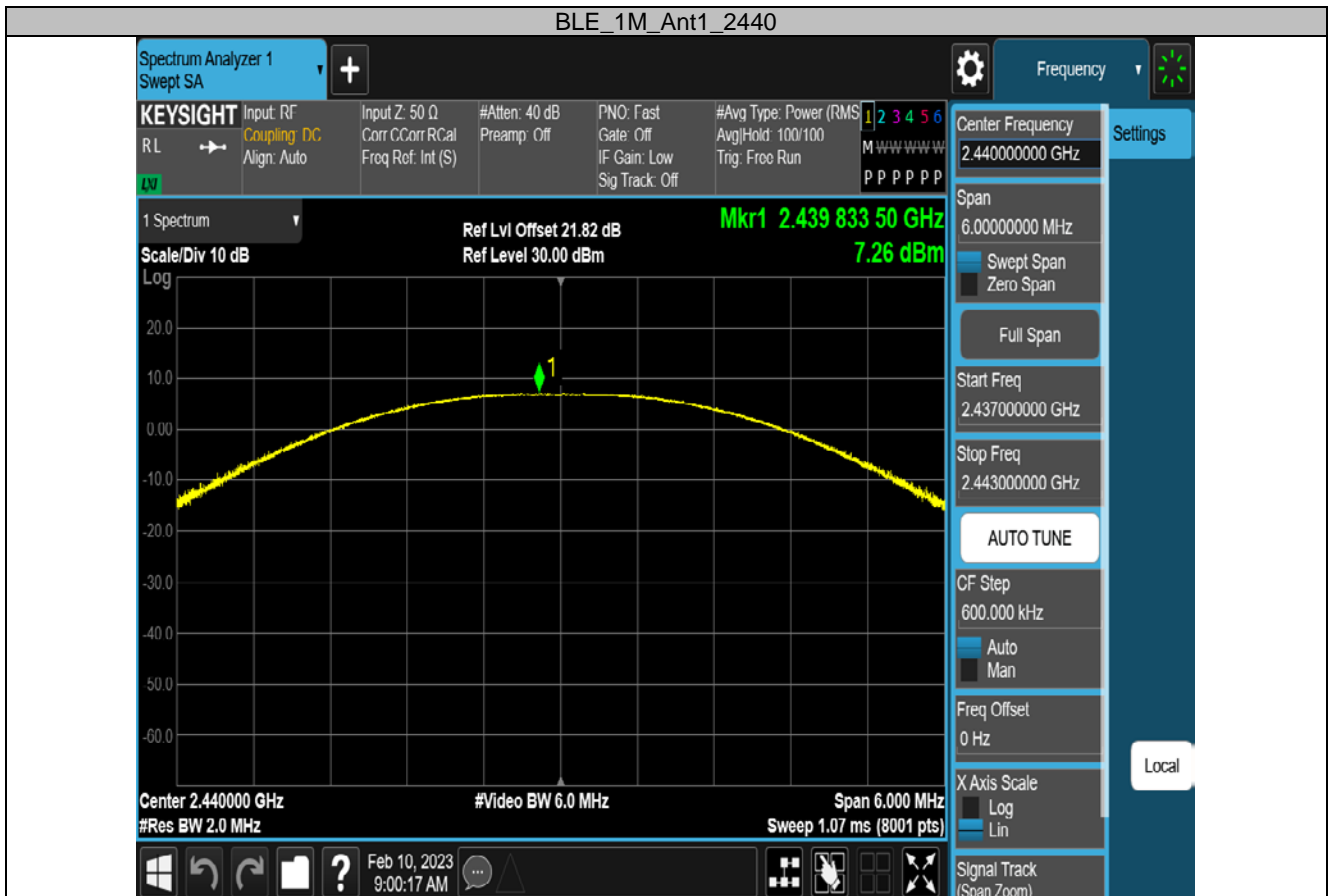 BLE_1M_Ant1_2440
Spectrum Analyzer 1
Swept SA
Frequency
KEYSIGHT
RL
LXI
Input: RF
Coupling: DC
Align: Auto
Input Z: 50 Ω
Corr CCorr RCal
Freq Ref: Int (S)
#Atten: 40 dB
Preamp: Off
PNO: Fast
Gate: Off
IF Gain: Low
Sig Track: Off
#Avg Type: Power (RMS
Avg|Hold: 100/100
Trig: Free Run
1 2 3 4 5 6
M W W W W W
P P P P P P
1 Spectrum
Scale/Div 10 dB
Log
Ref Lvl Offset 21.82 dB
Ref Level 30.00 dBm
Mkr1 2.439 833 50 GHz
7.26 dBm
20.0
10.0
0.00
-10.0
-20.0
-30.0
-40.0
-50.0
-60.0
1
Center 2.440000 GHz
#Res BW 2.0 MHz
#Video BW 6.0 MHz
Span 6.000 MHz
Sweep 1.07 ms (8001 pts)
Feb 10, 2023
9:00:17 AM
Center Frequency
2.440000000 GHz
Settings
Span
6.00000000 MHz
Swept Span
Zero Span
Full Span
Start Freq
2.437000000 GHz
Stop Freq
2.443000000 GHz
AUTO TUNE
CF Step
600.000 kHz
Auto
Man
Freq Offset
0 Hz
Local
X Axis Scale
Log
Lin
Signal Track
(Span Zoom)